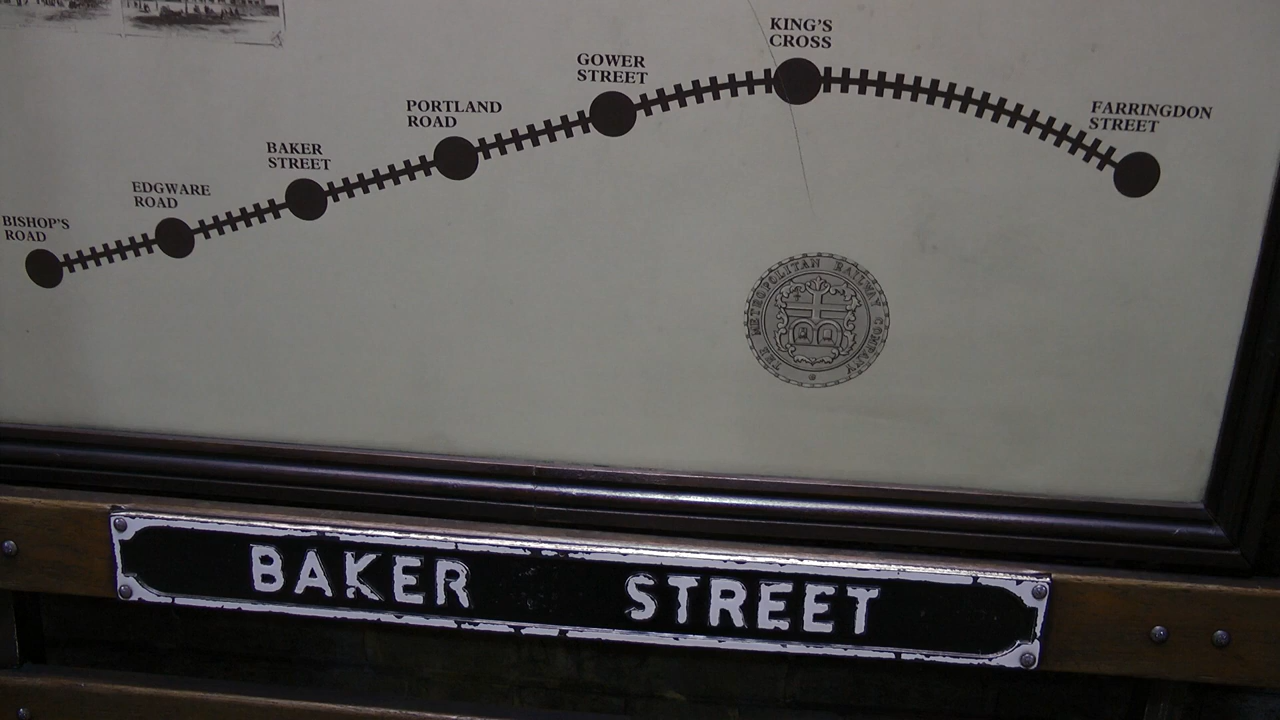 KING'S
CROSS
GOWER
STREET
PORTLAND
ROAD
FARRINGDON
STREET
BAKER
STREET
EDGWARE
ROAD
BISHOP'S
ROAD
THE METROPOLITAN RAILWAY COMPANY
BAKER STREET